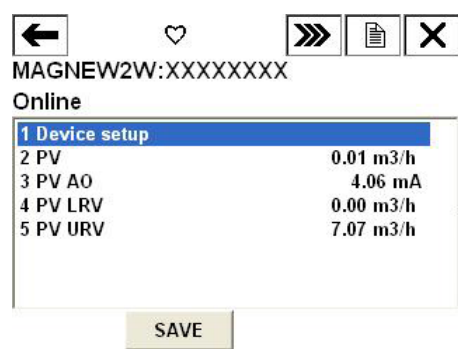 MAGNEW2W:XXXXXXXX
Online
1 Device setup
2 PV 0.01 m3/h
3 PV AO 4.06 mA
4 PV LRV 0.00 m3/h
5 PV URV 7.07 m3/h
SAVE